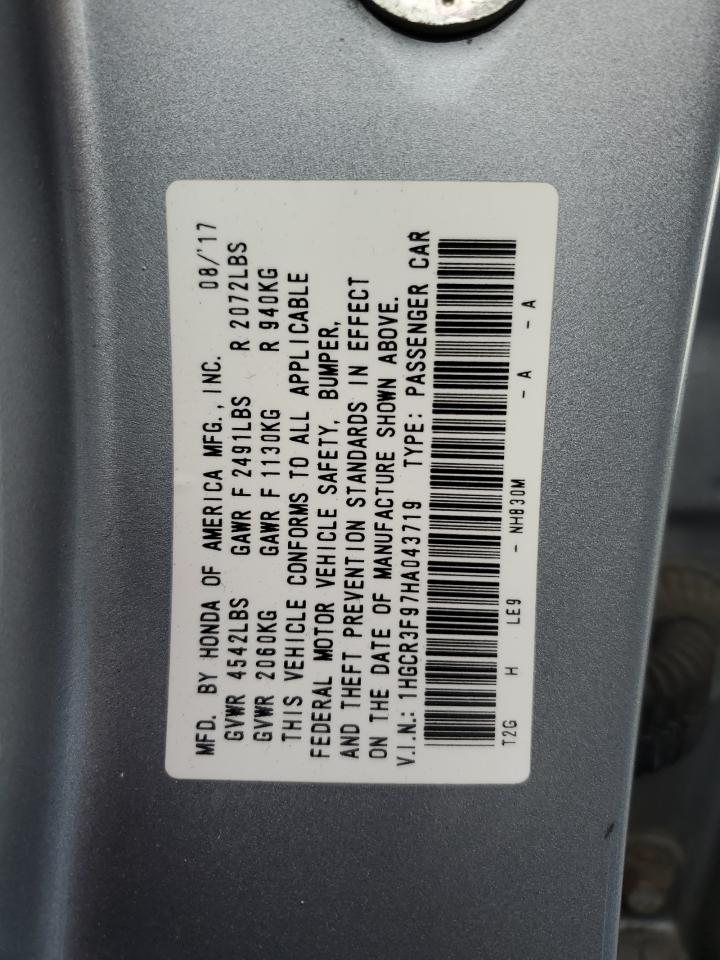 MFD. BY HONDA OF AMERICA MFG., INC. 08/'17
GVWR 4542LBS GAWR F 2491LBS R 2072LBS
GVWR 2060KG GAWR F 1130KG R 940KG
THIS VEHICLE CONFORMS TO ALL APPLICABLE
FEDERAL MOTOR VEHICLE SAFETY, BUMPER,
AND THEFT PREVENTION STANDARDS IN EFFECT
ON THE DATE OF MANUFACTURE SHOWN ABOVE.
V.I.N.: 1HGCR3F97HA043719 TYPE: PASSENGER CAR
T2G H LE9 - NH830M - A - A